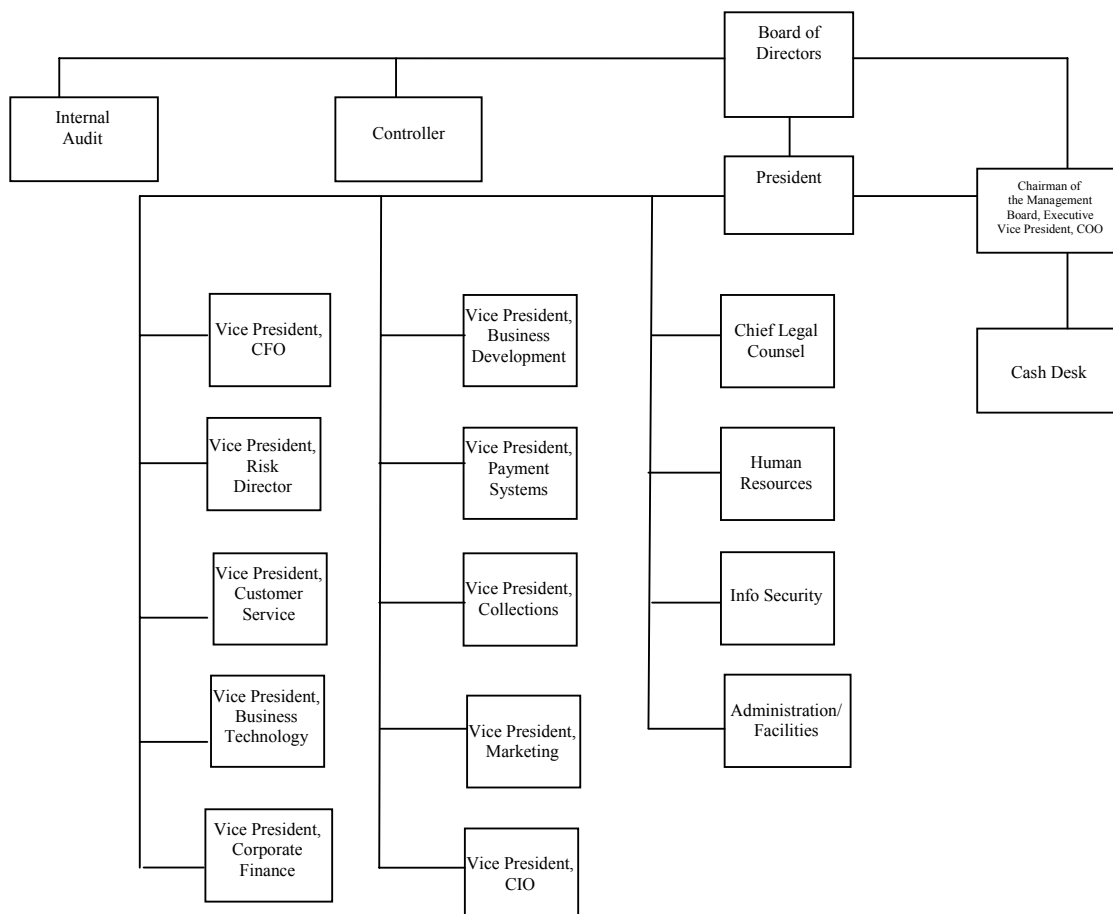 Board of
Directors
Internal
Audit
Controller
President
Chairman of
the Management
Board, Executive
Vice President, COO
Vice President,
CFO
Vice President,
Business
Development
Chief Legal
Counsel
Cash Desk
Vice President,
Risk
Director
Vice President,
Payment
Systems
Human
Resources
Vice President,
Customer
Service
Vice President,
Collections
Info Security
Vice President,
Business
Technology
Vice President,
Marketing
Administration/
Facilities
Vice President,
Corporate
Finance
Vice President,
CIO